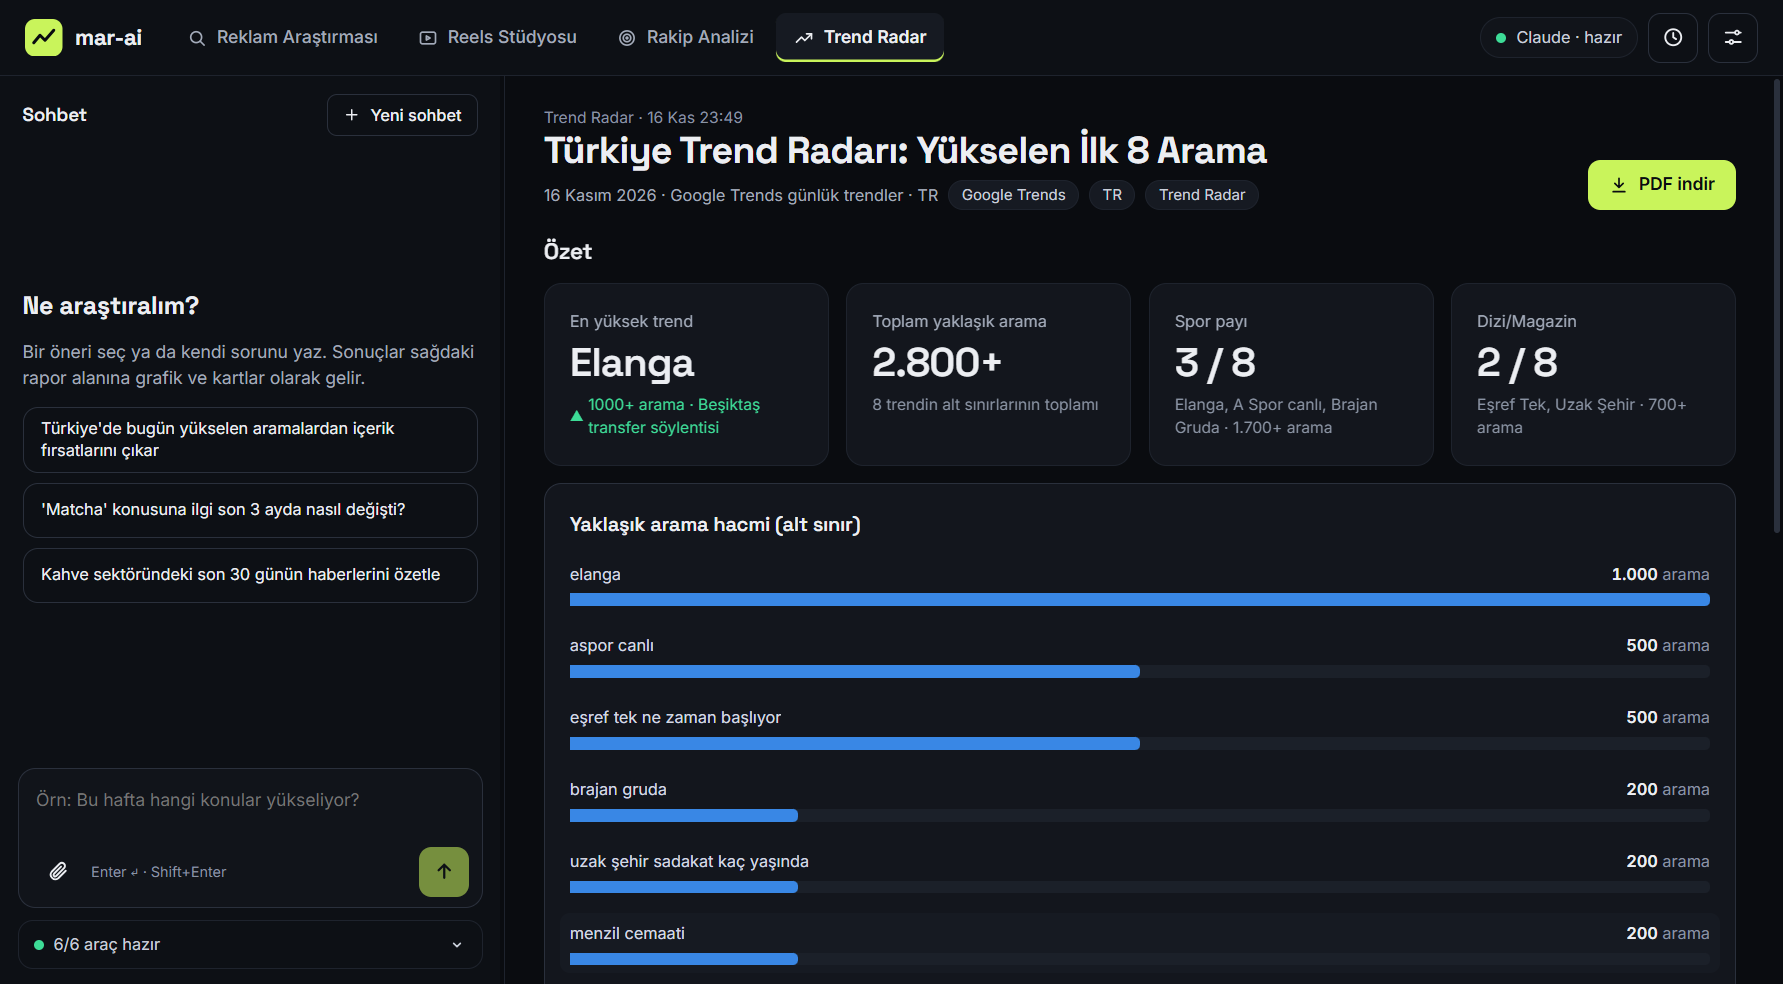 mar-ai
Reklam Araştırması
Reels Stüdyosu
Rakip Analizi
Trend Radar
Claude · hazır
Sohbet
Yeni sohbet
Ne araştıralım?
Bir öneri seç ya da kendi sorunu yaz. Sonuçlar sağdaki
rapor alanına grafik ve kartlar olarak gelir.
Türkiye'de bugün yükselen aramalardan içerik
fırsatlarını çıkar
'Matcha' konusuna ilgi son 3 ayda nasıl değişti?
Kahve sektöründeki son 30 günün haberlerini özetle
Örn: Bu hafta hangi konular yükseliyor?
Enter ↵ · Shift+Enter
6/6 araç hazır
Trend Radar · 16 Kas 23:49
Türkiye Trend Radarı: Yükselen İlk 8 Arama
16 Kasım 2026 · Google Trends günlük trendler · TR
Google Trends
TR
Trend Radar
PDF indir
Özet
En yüksek trend
Elanga
▲ 1000+ arama · Beşiktaş
transfer söylentisi
Toplam yaklaşık arama
2.800+
8 trendin alt sınırlarının toplamı
Spor payı
3 / 8
Elanga, A Spor canlı, Brajan
Gruda · 1.700+ arama
Dizi/Magazin
2 / 8
Eşref Tek, Uzak Şehir · 700+
arama
Yaklaşık arama hacmi (alt sınır)
elanga 1.000 arama
aspor canlı 500 arama
eşref tek ne zaman başlıyor 500 arama
brajan gruda 200 arama
uzak şehir sadakat kaç yaşında 200 arama
menzil cemaati 200 arama